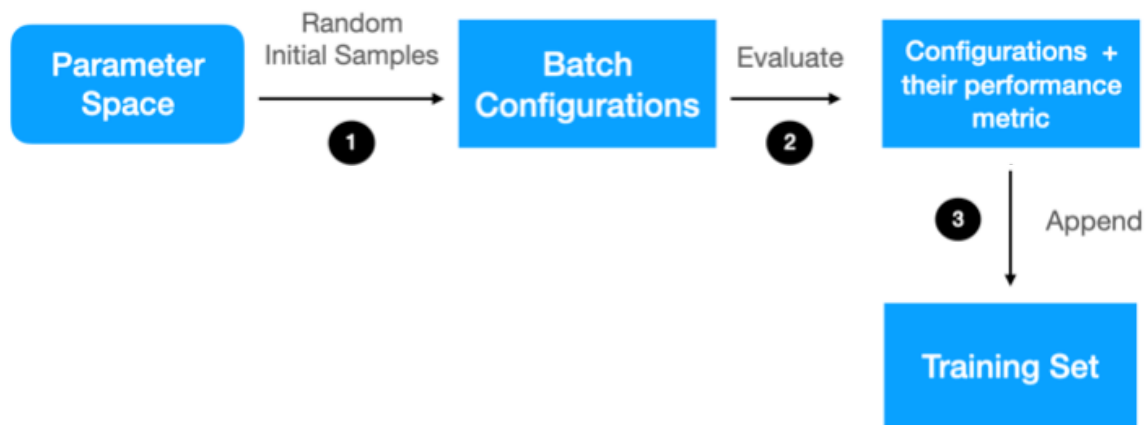 Parameter
Space
Random
Initial Samples
1
Batch
Configurations
Evaluate
2
Configurations +
their performance
metric
3
Append
Training Set